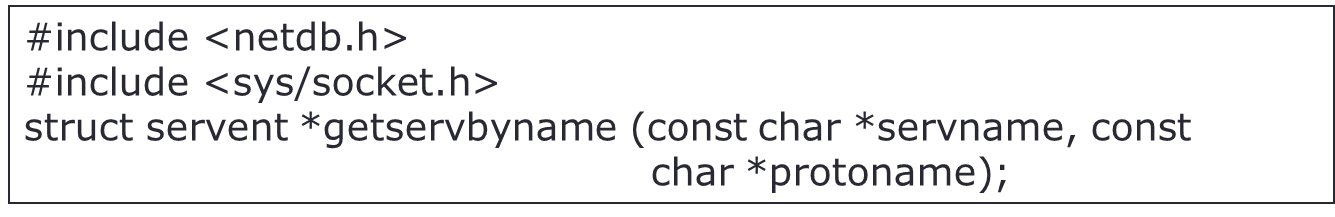 #include <netdb.h>
#include <sys/socket.h>
struct servent *getservbyname (const char *servname, const
char *protoname);